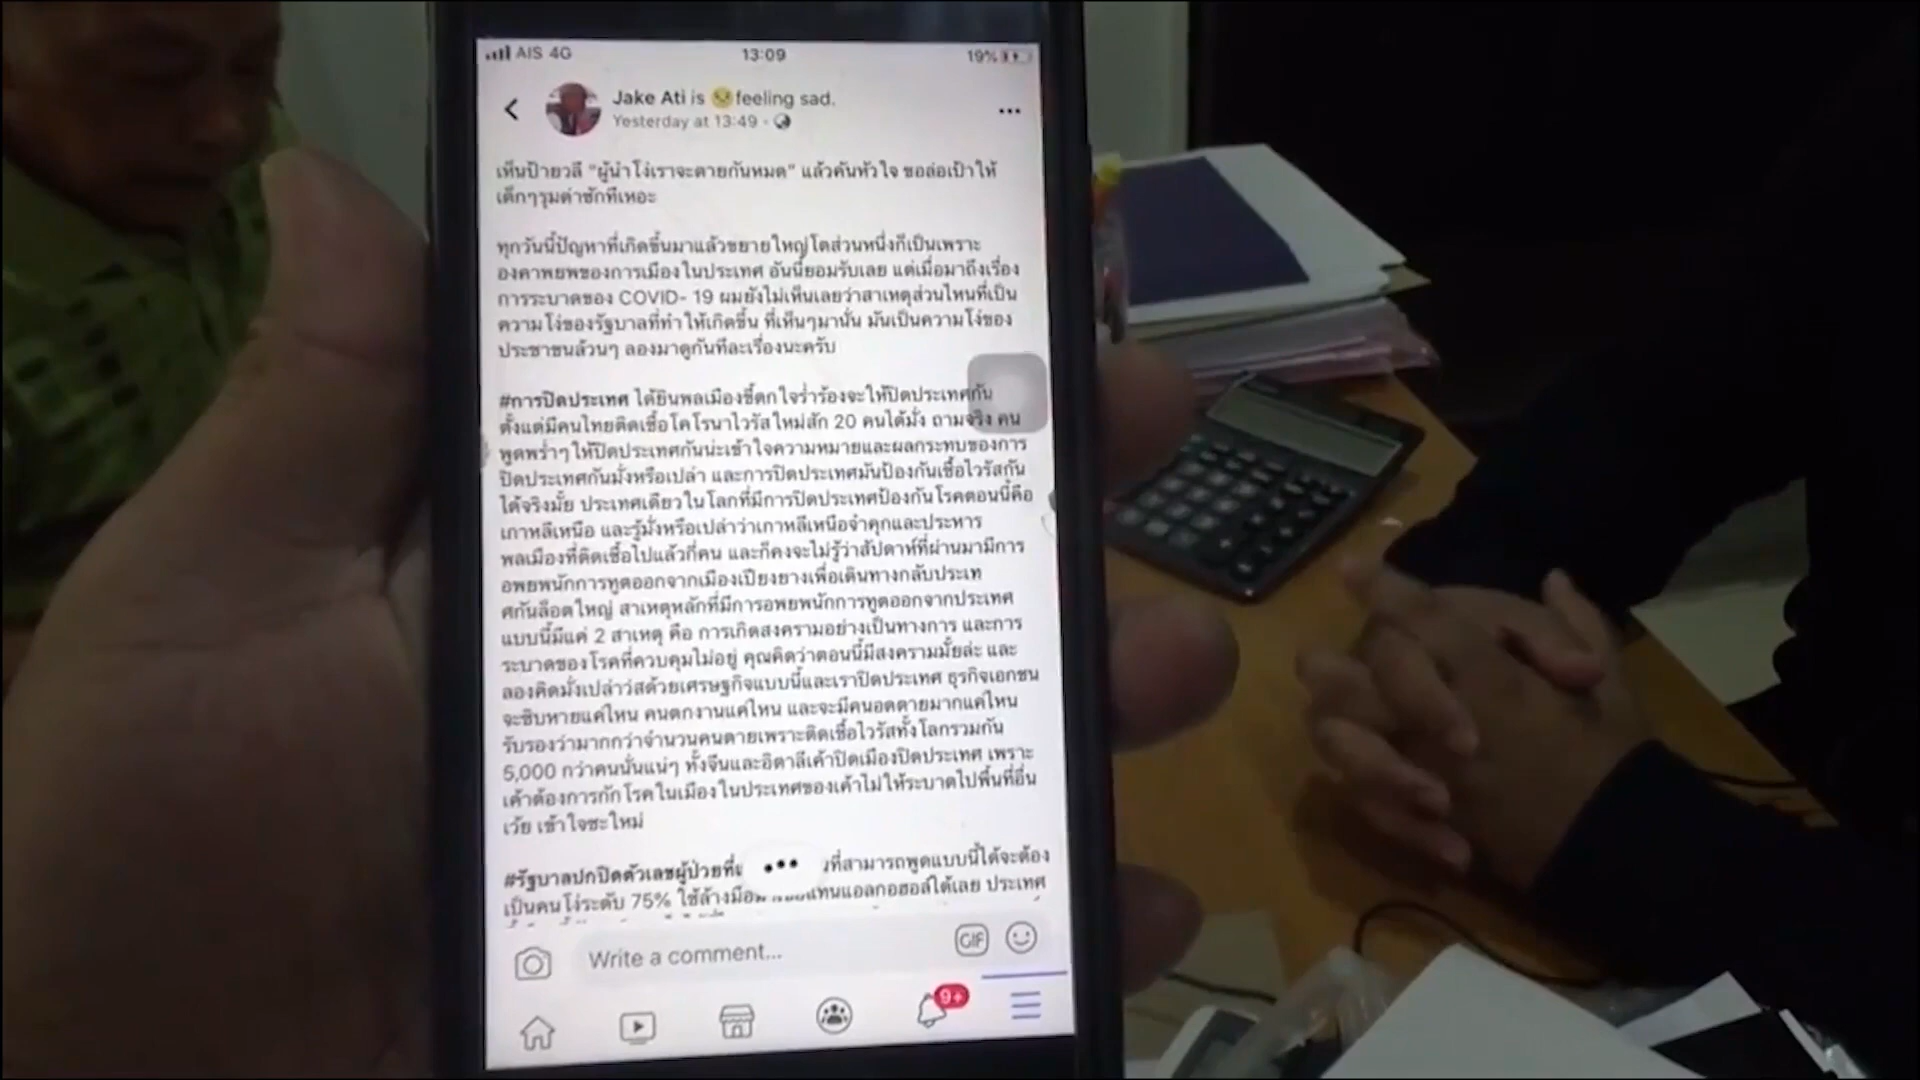 AIS 4G 13:09 19%
Jake Ati is feeling sad.
Yesterday at 13:49
เห็นป้ายวลี "ผู้นำโง่เราจะตายกันหมด" แล้วคันหัวใจ ขอล่อเป้าให้
เด็กๆรุมด่าซักทีเหอะ
ทุกวันนี้ปัญหาที่เกิดขึ้นมาแล้วขยายใหญ่โตส่วนหนึ่งก็เป็นเพราะ
องคาพยพของการเมืองในประเทศ อันนี้ยอมรับเลย แต่เมื่อมาถึงเรื่อง
การระบาดของ COVID- 19 ผมยังไม่เห็นเลยว่าสาเหตุส่วนไหนที่เป็น
ความโง่ของรัฐบาลที่ทำให้เกิดขึ้น ที่เห็นๆมานั่น มันเป็นความโง่ของ
ประชาชนล้วนๆ ลองมาดูกันทีละเรื่องนะครับ
#การปิดประเทศ ได้ยินพลเมืองขี้ตกใจร่ำร้องจะให้ปิดประเทศกัน
ตั้งแต่มีคนไทยติดเชื้อโคโรนาไวรัสใหม่สัก 20 คนได้มั่ง ถามจริง คน
พูดพร่ำๆให้ปิดประเทศกันน่ะเข้าใจความหมายและผลกระทบของการ
ปิดประเทศกันมั่งหรือเปล่า และการปิดประเทศมันป้องกันเชื้อไวรัสกัน
ได้จริงมั้ย ประเทศเดียวในโลกที่มีการปิดประเทศป้องกันโรคตอนนี้คือ
เกาหลีเหนือ และรู้มั่งหรือเปล่าว่าเกาหลีเหนือจำคุกและประหาร
พลเมืองที่ติดเชื้อไปแล้วกี่คน และก็คงจะไม่รู้ว่าสัปดาห์ที่ผ่านมามีการ
อพยพนักการทูตออกจากเมืองเปียงยางเพื่อเดินทางกลับประเท
ศกันล็อตใหญ่ สาเหตุหลักที่มีการอพยพนักการทูตออกจากประเทศ
แบบนี้มีแค่ 2 สาเหตุ คือ การเกิดสงครามอย่างเป็นทางการ และการ
ระบาดของโรคที่ควบคุมไม่อยู่ คุณคิดว่าตอนนี้มีสงครามมั้ยล่ะ และ
ลองคิดมั่งเปล่าว่สด้วยเศรษฐกิจแบบนี้และเราปิดประเทศ ธุรกิจเอกชน
จะชิบหายแค่ไหน คนตกงานแค่ไหน และจะมีคนอดตายมากแค่ไหน
รับรองว่ามากกว่าจำนวนคนตายเพราะติดเชื้อไวรัสทั้งโลกรวมกัน
5,000 กว่าคนนั่นแน่ๆ ทั้งจีนและอิตาลีเค้าปิดเมืองปิดประเทศ เพราะ
เค้าต้องการกักโรคในเมืองในประเทศของเค้าไม่ให้ระบาดไปพื้นที่อื่น
เว้ย เข้าใจซะใหม่
#รัฐบาลปกปิดตัวเลขผู้ป่วย ที่สามารถพูดแบบนี้ได้จะต้อง
เป็นคนโง่ระดับ 75% ใช้ล้างมือ แทนแอลกอฮอล์ได้เลย ประเทศ
Write a comment...
GIF
9+